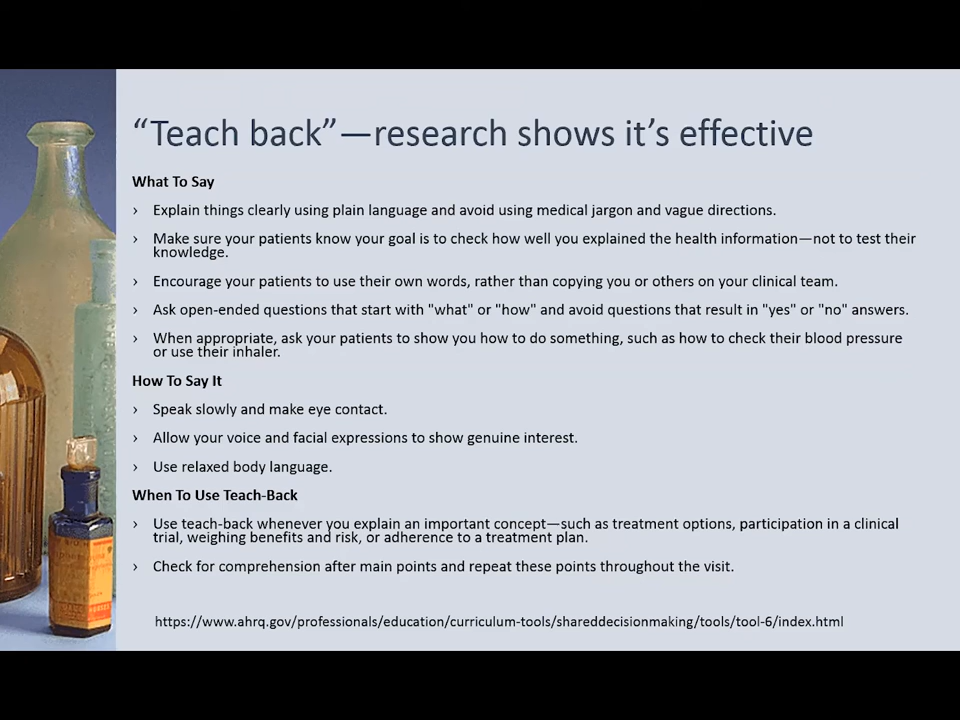 “Teach back”—research shows it’s effective
What To Say
› Explain things clearly using plain language and avoid using medical jargon and vague directions.
› Make sure your patients know your goal is to check how well you explained the health information—not to test their
knowledge.
› Encourage your patients to use their own words, rather than copying you or others on your clinical team.
› Ask open-ended questions that start with "what" or "how" and avoid questions that result in "yes" or "no" answers.
› When appropriate, ask your patients to show you how to do something, such as how to check their blood pressure
or use their inhaler.
How To Say It
› Speak slowly and make eye contact.
› Allow your voice and facial expressions to show genuine interest.
› Use relaxed body language.
When To Use Teach-Back
› Use teach-back whenever you explain an important concept—such as treatment options, participation in a clinical
trial, weighing benefits and risk, or adherence to a treatment plan.
› Check for comprehension after main points and repeat these points throughout the visit.
https://www.ahrq.gov/professionals/education/curriculum-tools/shareddecisionmaking/tools/tool-6/index.html